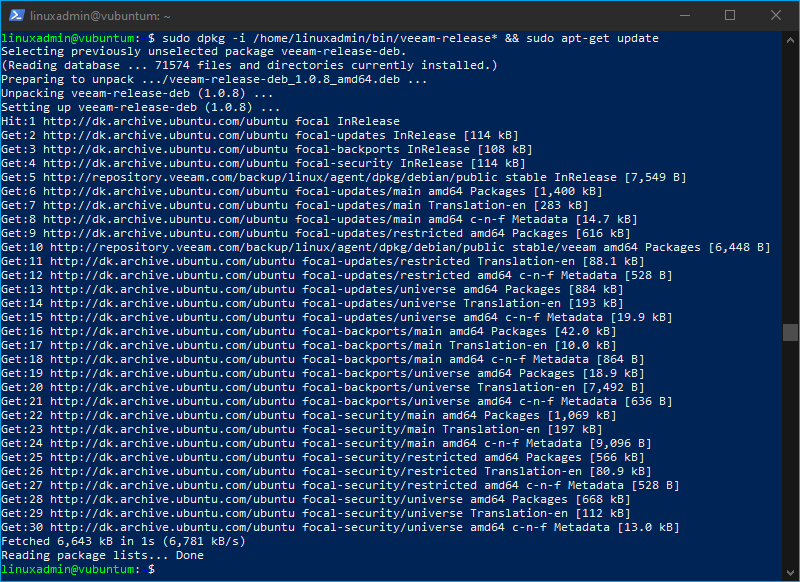 linuxadmin@vubuntum: ~
linuxadmin@vubuntum: $ sudo dpkg -i /home/linuxadmin/bin/veeam-release* && sudo apt-get update
Selecting previously unselected package veeam-release-deb.
(Reading database ... 71574 files and directories currently installed.)
Preparing to unpack .../veeam-release-deb_1.0.8_amd64.deb ...
Unpacking veeam-release-deb (1.0.8) ...
Setting up veeam-release-deb (1.0.8) ...
Hit:1 http://dk.archive.ubuntu.com/ubuntu focal InRelease
Get:2 http://dk.archive.ubuntu.com/ubuntu focal-updates InRelease [114 kB]
Get:3 http://dk.archive.ubuntu.com/ubuntu focal-backports InRelease [108 kB]
Get:4 http://dk.archive.ubuntu.com/ubuntu focal-security InRelease [114 kB]
Get:5 http://repository.veeam.com/backup/linux/agent/dpkg/debian/public stable InRelease [7,549 B]
Get:6 http://dk.archive.ubuntu.com/ubuntu focal-updates/main amd64 Packages [1,400 kB]
Get:7 http://dk.archive.ubuntu.com/ubuntu focal-updates/main Translation-en [283 kB]
Get:8 http://dk.archive.ubuntu.com/ubuntu focal-updates/main amd64 c-n-f Metadata [14.7 kB]
Get:9 http://dk.archive.ubuntu.com/ubuntu focal-updates/restricted amd64 Packages [616 kB]
Get:10 http://repository.veeam.com/backup/linux/agent/dpkg/debian/public stable/veeam amd64 Packages [6,448 B]
Get:11 http://dk.archive.ubuntu.com/ubuntu focal-updates/restricted Translation-en [88.1 kB]
Get:12 http://dk.archive.ubuntu.com/ubuntu focal-updates/restricted amd64 c-n-f Metadata [528 B]
Get:13 http://dk.archive.ubuntu.com/ubuntu focal-updates/universe amd64 Packages [884 kB]
Get:14 http://dk.archive.ubuntu.com/ubuntu focal-updates/universe Translation-en [193 kB]
Get:15 http://dk.archive.ubuntu.com/ubuntu focal-updates/universe amd64 c-n-f Metadata [19.9 kB]
Get:16 http://dk.archive.ubuntu.com/ubuntu focal-backports/main amd64 Packages [42.0 kB]
Get:17 http://dk.archive.ubuntu.com/ubuntu focal-backports/main Translation-en [10.0 kB]
Get:18 http://dk.archive.ubuntu.com/ubuntu focal-backports/main amd64 c-n-f Metadata [864 B]
Get:19 http://dk.archive.ubuntu.com/ubuntu focal-backports/universe amd64 Packages [18.9 kB]
Get:20 http://dk.archive.ubuntu.com/ubuntu focal-backports/universe Translation-en [7,492 B]
Get:21 http://dk.archive.ubuntu.com/ubuntu focal-backports/universe amd64 c-n-f Metadata [636 B]
Get:22 http://dk.archive.ubuntu.com/ubuntu focal-security/main amd64 Packages [1,069 kB]
Get:23 http://dk.archive.ubuntu.com/ubuntu focal-security/main Translation-en [197 kB]
Get:24 http://dk.archive.ubuntu.com/ubuntu focal-security/main amd64 c-n-f Metadata [9,096 B]
Get:25 http://dk.archive.ubuntu.com/ubuntu focal-security/restricted amd64 Packages [566 kB]
Get:26 http://dk.archive.ubuntu.com/ubuntu focal-security/restricted Translation-en [80.9 kB]
Get:27 http://dk.archive.ubuntu.com/ubuntu focal-security/restricted amd64 c-n-f Metadata [528 B]
Get:28 http://dk.archive.ubuntu.com/ubuntu focal-security/universe amd64 Packages [668 kB]
Get:29 http://dk.archive.ubuntu.com/ubuntu focal-security/universe Translation-en [112 kB]
Get:30 http://dk.archive.ubuntu.com/ubuntu focal-security/universe amd64 c-n-f Metadata [13.0 kB]
Fetched 6,643 kB in 1s (6,781 kB/s)
Reading package lists... Done
linuxadmin@vubuntum: $